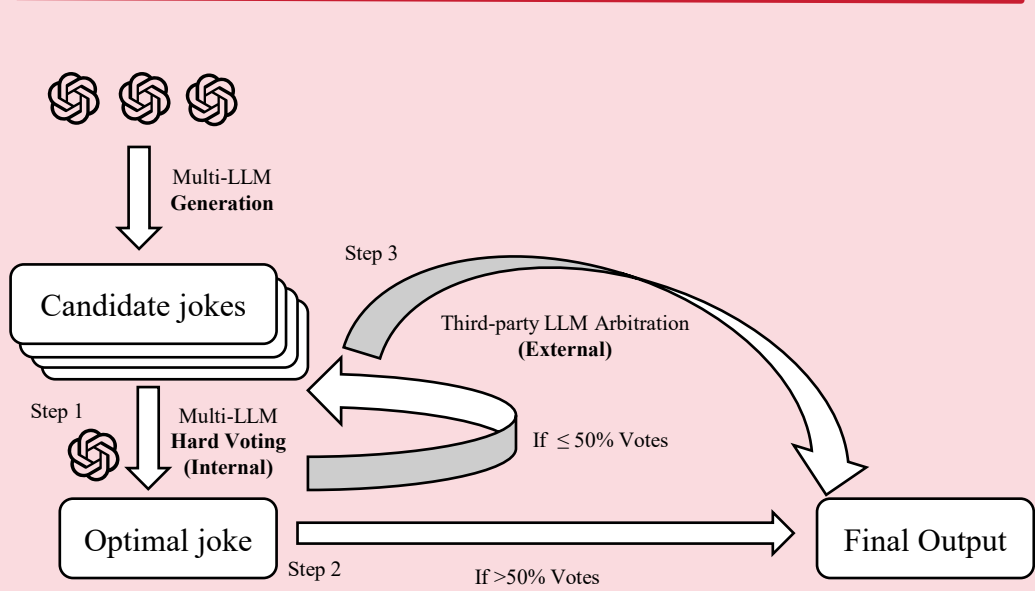 Multi-LLM
Generation
Step 3
Candidate jokes
Third-party LLM Arbitration
(External)
Step 1
Multi-LLM
Hard Voting
(Internal)
If ≤ 50% Votes
Optimal joke
Final Output
Step 2
If >50% Votes